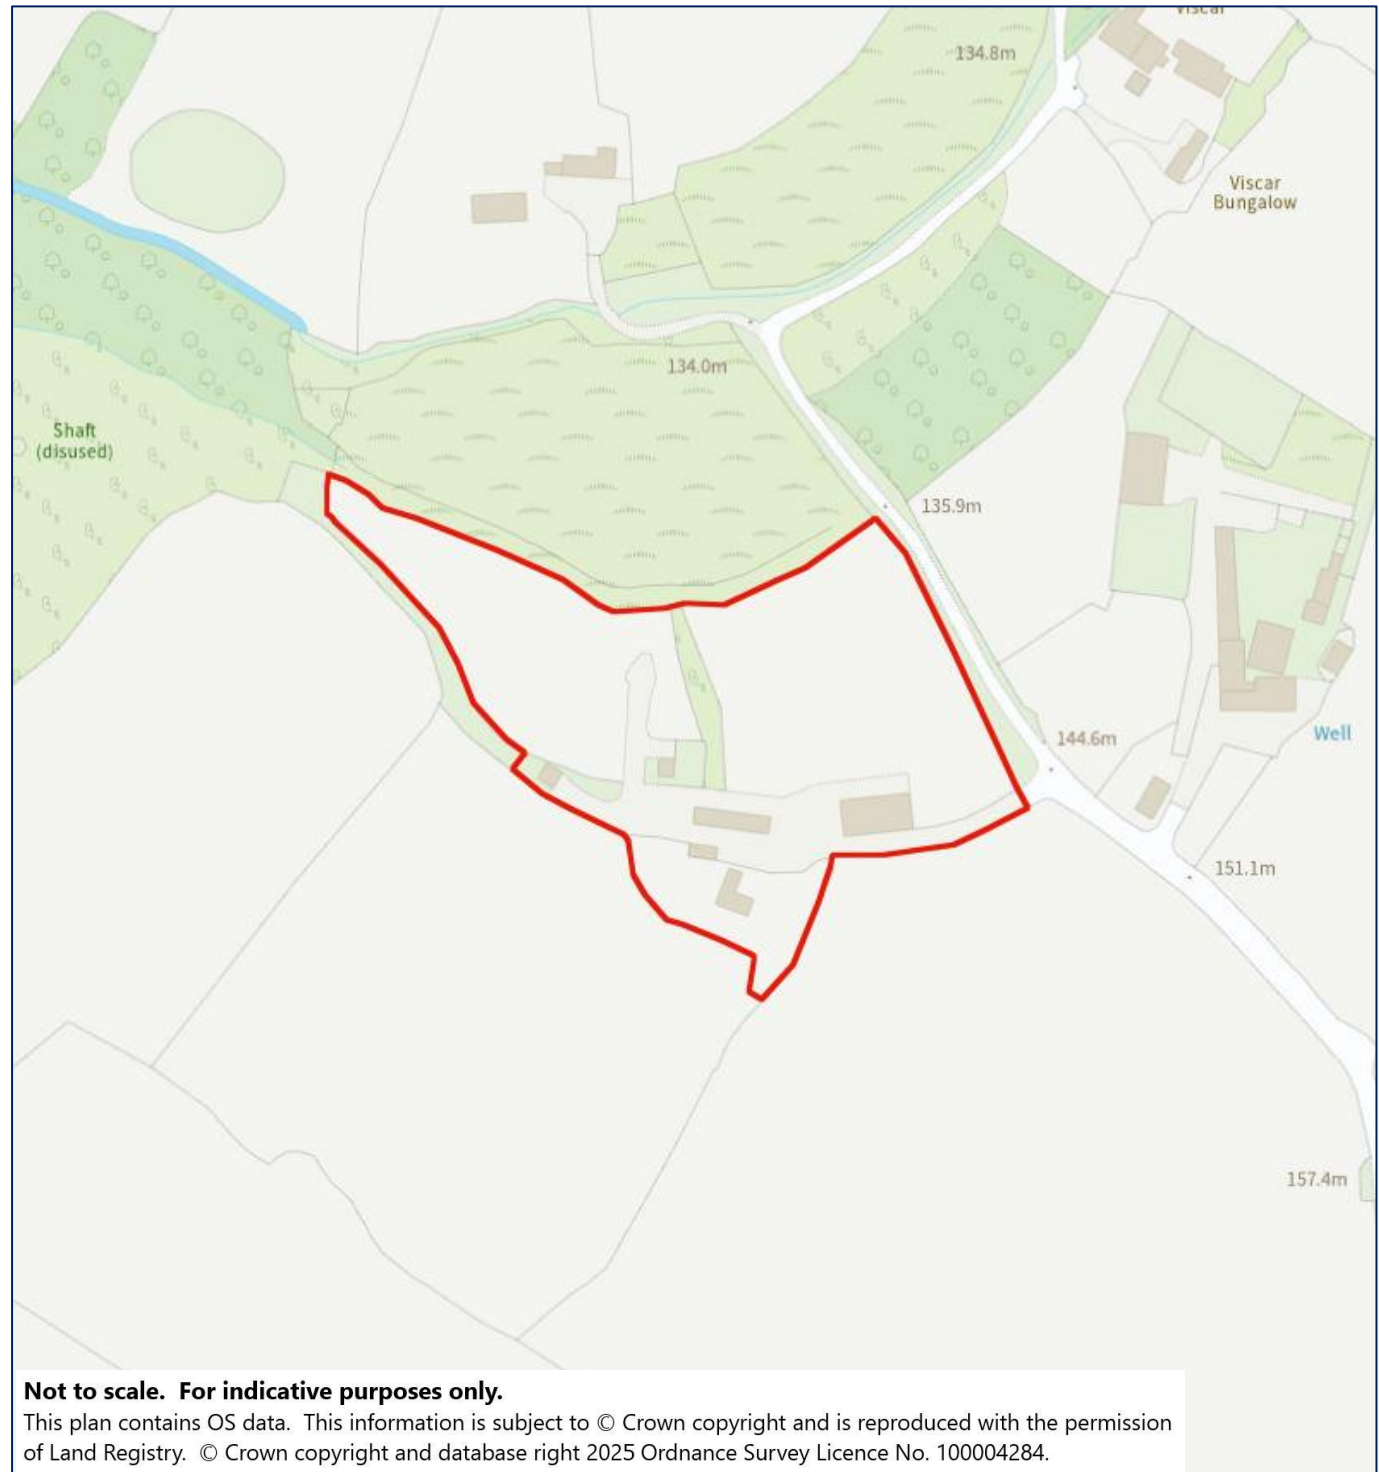 Viscar
134.8m
Viscar
Bungalow
134.0m
Shaft
(disused)
135.9m
144.6m
Well
151.1m
157.4m
Not to scale.  For indicative purposes only.
This plan contains OS data.  This information is subject to © Crown copyright and is reproduced with the permission
of Land Registry.  © Crown copyright and database right 2025 Ordnance Survey Licence No. 100004284.